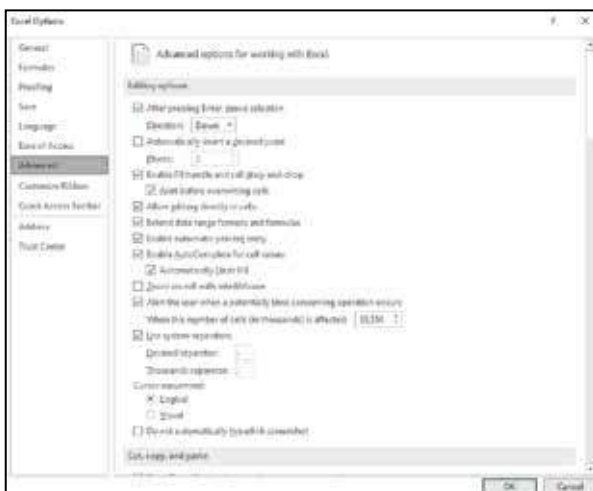 Excel Options
? ×
General
Formulas
Proofing
Save
Language
Ease of Access
Advanced
Customize Ribbon
Quick Access Toolbar
Add-ins
Trust Center
Advanced options for working with Excel.
Editing options
After pressing Enter, move selection
Direction: Down
Automatically insert a decimal point
Places: 2
Enable fill handle and cell drag-and-drop
Alert before overwriting cells
Allow editing directly in cells
Extend data range formats and formulas
Enable automatic percent entry
Enable AutoComplete for cell values
Automatically Flash Fill
Zoom on roll with IntelliMouse
Alert the user when a potentially time consuming operation occurs
When this number of cells (in thousands) is affected:
Use system separators
Decimal separator:
Thousands separator:
Cursor movement:
Logical
Visual
Do not automatically hyperlink screenshot
Cut, copy, and paste
OK Cancel